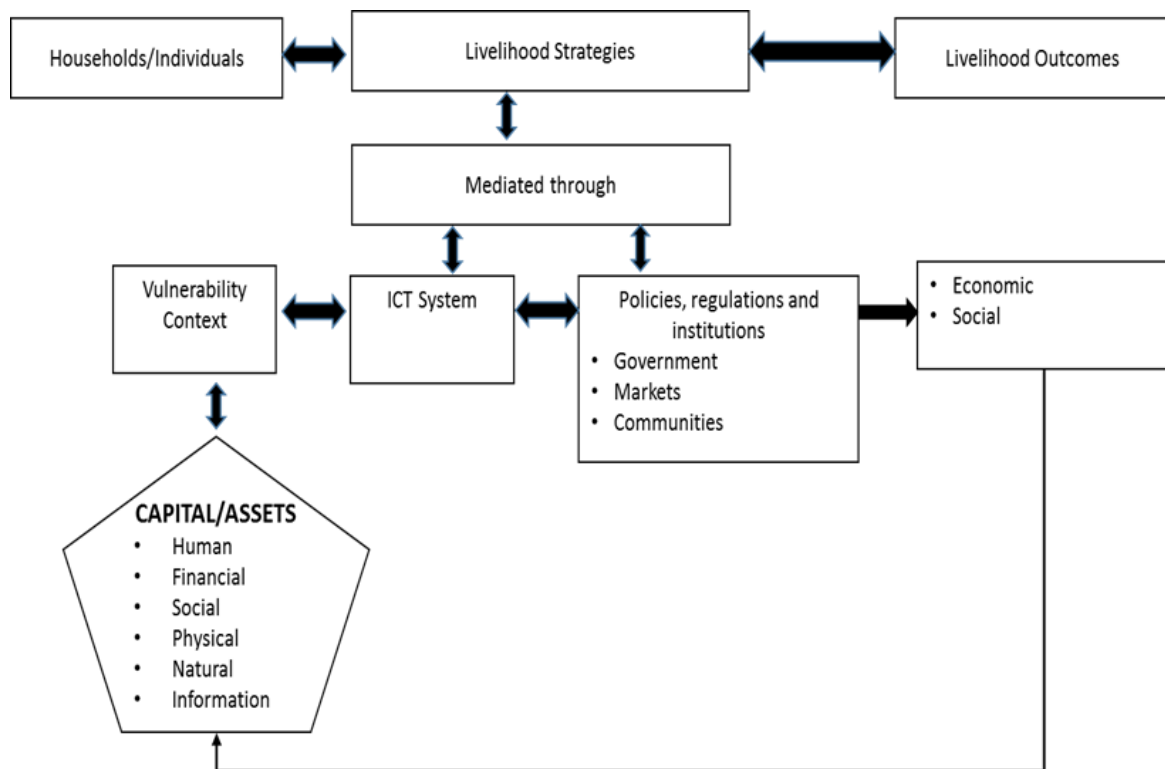 Households/Individuals
Livelihood Strategies
Livelihood Outcomes
Mediated through
Vulnerability
Context
ICT System
Policies, regulations and
institutions
• Government
• Markets
• Communities
• Economic
• Social
CAPITAL/ASSETS
• Human
• Financial
• Social
• Physical
• Natural
• Information